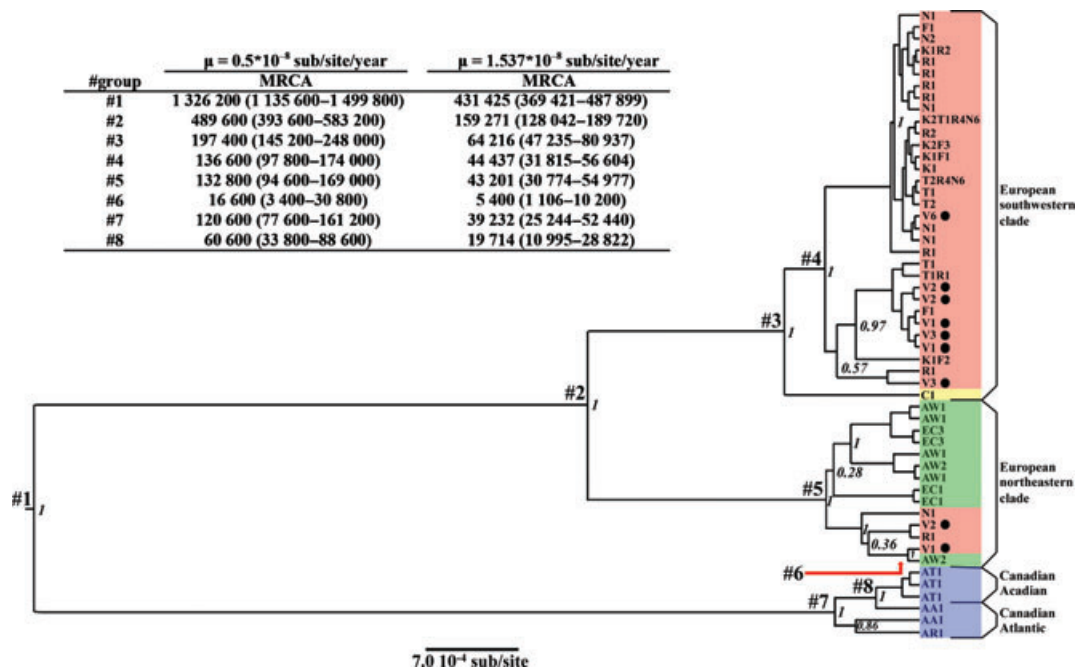 µ = 0.5*10⁻⁸ sub/site/year µ = 1.537*10⁻⁸ sub/site/year
#group MRCA MRCA
#1 1 326 200 (1 135 600–1 499 800) 431 425 (369 421–487 899)
#2 489 600 (393 600–583 200) 159 271 (128 042–189 720)
#3 197 400 (145 200–248 000) 64 216 (47 235–80 937)
#4 136 600 (97 800–174 000) 44 437 (31 815–56 604)
#5 132 800 (94 600–169 000) 43 201 (30 774–54 977)
#6 16 600 (3 400–30 800) 5 400 (1 106–10 200)
#7 120 600 (77 600–161 200) 39 232 (25 244–52 440)
#8 60 600 (33 800–88 600) 19 714 (10 995–28 822)
N1
F1
N2
K1R2
R1
R1
R1
R1
N1
1
K2T1R4N6
R2
K2F3
K1F1
K1
T2R4N6
T1
T2
V6
N1
N1
R1
European
southwestern
clade
#4
1
T1
T1R1
V2
V2
F1
V1
V3
V1
0.97
K1F2
0.57
R1
V3
#3
1
C1
#2
1
AW1
AW1
EC3
EC3
1
AW1
AW2
AW1
0.28
EC1
EC1
#5
1
European
northeastern
clade
N1
1
V2
R1
0.36
V1
1
AW2
#6
#1
1
AT1
AT1
AT1
#8
1
Canadian
Acadian
#7
1
AA1
AA1
0.86
AR1
Canadian
Atlantic
7.0 10⁻⁴ sub/site